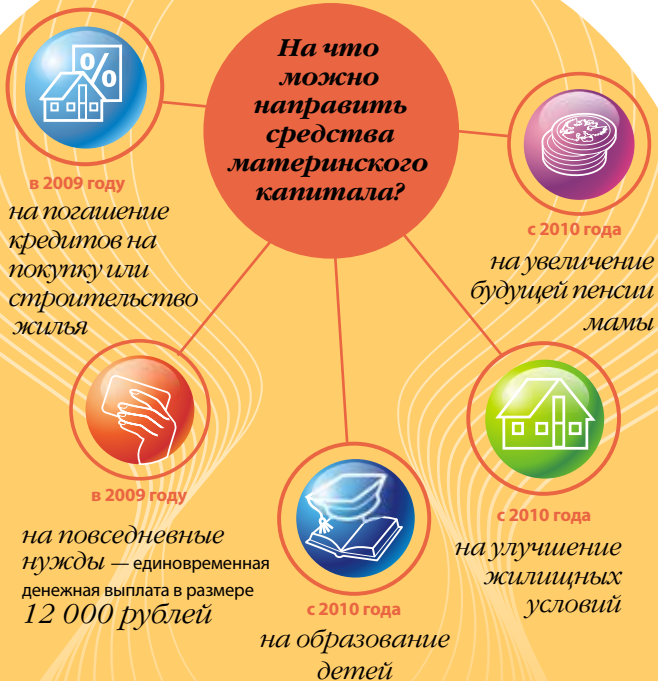 На что
можно
направить
средства
материнского
капитала?
%
в 2009 году
на погашение
кредитов на
покупку или
строительство
жилья
с 2010 года
на увеличение
будущей пенсии
мамы
в 2009 году
на повседневные
нужды — единовременная
денежная выплата в размере
12 000 рублей
с 2010 года
на образование
детей
с 2010 года
на улучшение
жилищных
условий